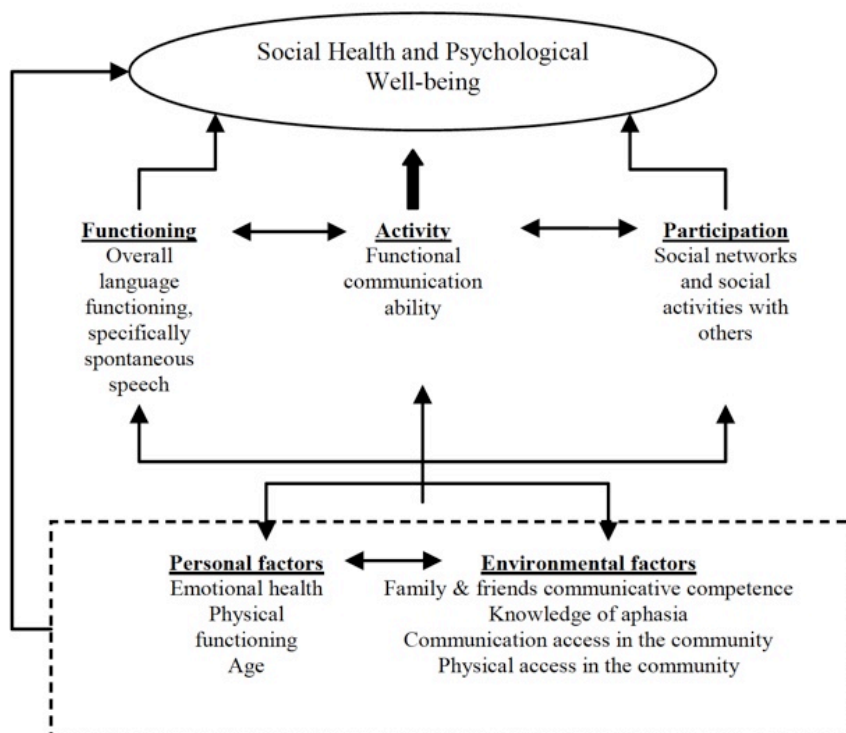 Social Health and Psychological
Well-being
Functioning
Overall
language
functioning,
specifically
spontaneous
speech
Activity
Functional
communication
ability
Participation
Social networks
and social
activities with
others
Personal factors
Emotional health
Physical
functioning
Age
Environmental factors
Family & friends communicative competence
Knowledge of aphasia
Communication access in the community
Physical access in the community